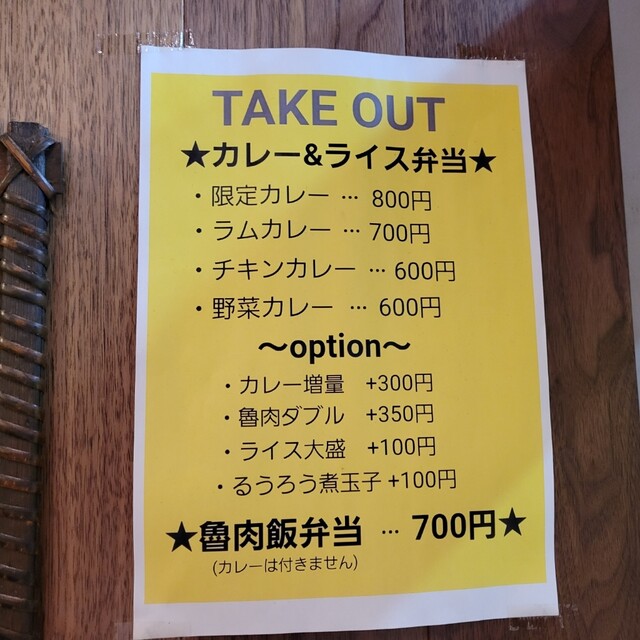 TAKE OUT
★カレー&ライス弁当★
・限定カレー … 800円
・ラムカレー … 700円
・チキンカレー … 600円
・野菜カレー … 600円
〜option〜
・カレー増量 +300円
・魯肉ダブル +350円
・ライス大盛 +100円
・るうろう煮玉子 +100円
★魯肉飯弁当 … 700円★
(カレーは付きません)